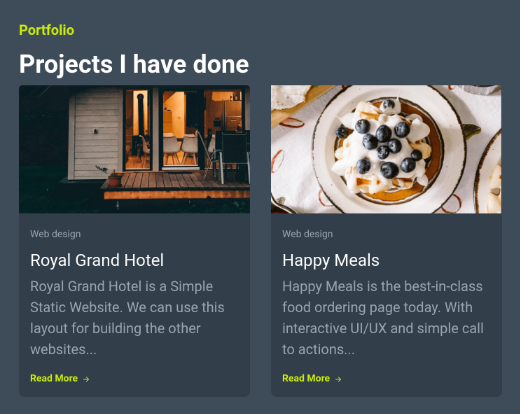 Portfolio
Projects I have done
Web design
Royal Grand Hotel
Royal Grand Hotel is a Simple
Static Website. We can use this
layout for building the other
websites...
Read More →
Web design
Happy Meals
Happy Meals is the best-in-class
food ordering page today. With
interactive UI/UX and simple call
to actions...
Read More →